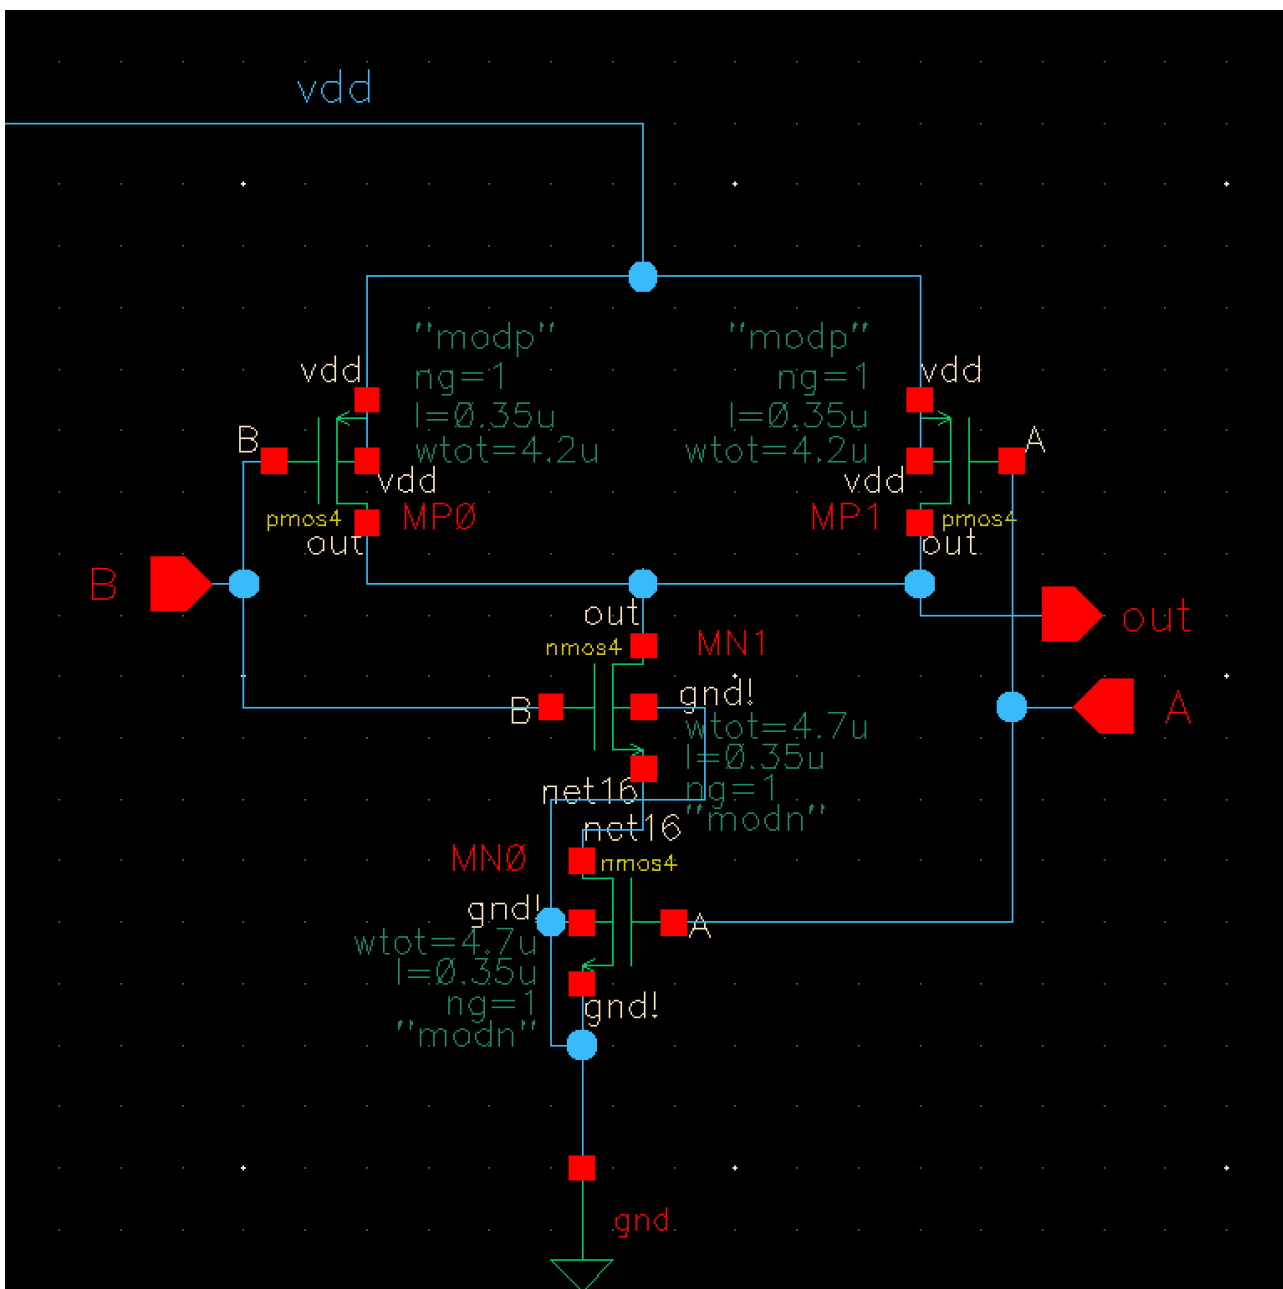 vdd
"modp"
ng=1
l=0.35u
wtot=4.2u
"modp"
ng=1
l=0.35u
wtot=4.2u
vdd
B
vdd
pmos4
MPØ
out
vdd
A
vdd
MP1
pmos4
out
B
out
out
nmos4
MN1
gnd!
B
wtot=4.7u
l=0.35u
ng=1
"modn"
A
net16
net16
MNØ
nmos4
gnd!
A
wtot=4.7u
l=0.35u
ng=1
"modn"
gnd!
gnd